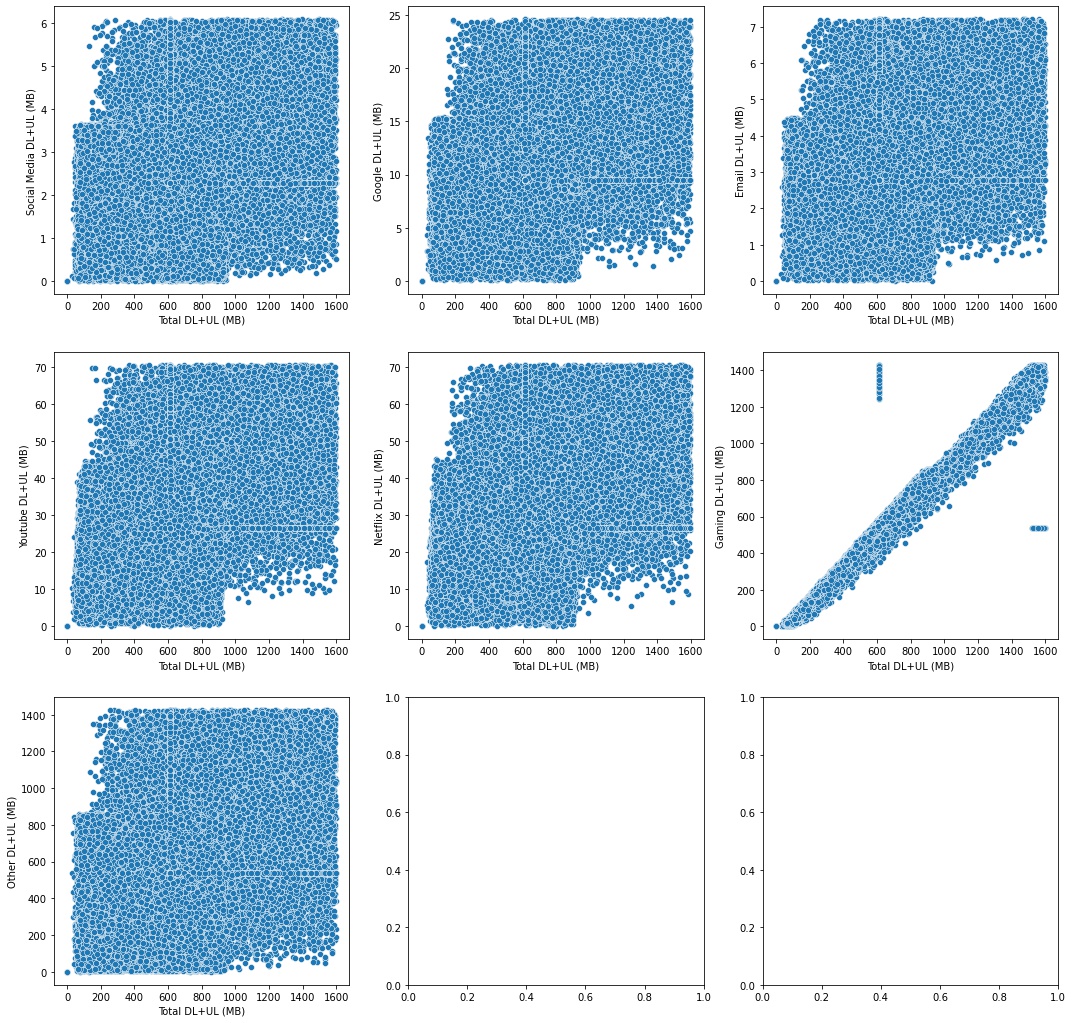 6
5
4
3
2
1
0
Social Media DL+UL (MB)
0 200 400 600 800 1000 1200 1400 1600
Total DL+UL (MB)
25
20
15
10
5
0
Google DL+UL (MB)
0 200 400 600 800 1000 1200 1400 1600
Total DL+UL (MB)
7
6
5
4
3
2
1
0
Email DL+UL (MB)
0 200 400 600 800 1000 1200 1400 1600
Total DL+UL (MB)
70
60
50
40
30
20
10
0
Youtube DL+UL (MB)
0 200 400 600 800 1000 1200 1400 1600
Total DL+UL (MB)
70
60
50
40
30
20
10
0
Netflix DL+UL (MB)
0 200 400 600 800 1000 1200 1400 1600
Total DL+UL (MB)
1400
1200
1000
800
600
400
200
0
Gaming DL+UL (MB)
0 200 400 600 800 1000 1200 1400 1600
Total DL+UL (MB)
1400
1200
1000
800
600
400
200
0
Other DL+UL (MB)
0 200 400 600 800 1000 1200 1400 1600
Total DL+UL (MB)
1.0
0.8
0.6
0.4
0.2
0.0
0.0 0.2 0.4 0.6 0.8 1.0
1.0
0.8
0.6
0.4
0.2
0.0
0.0 0.2 0.4 0.6 0.8 1.0